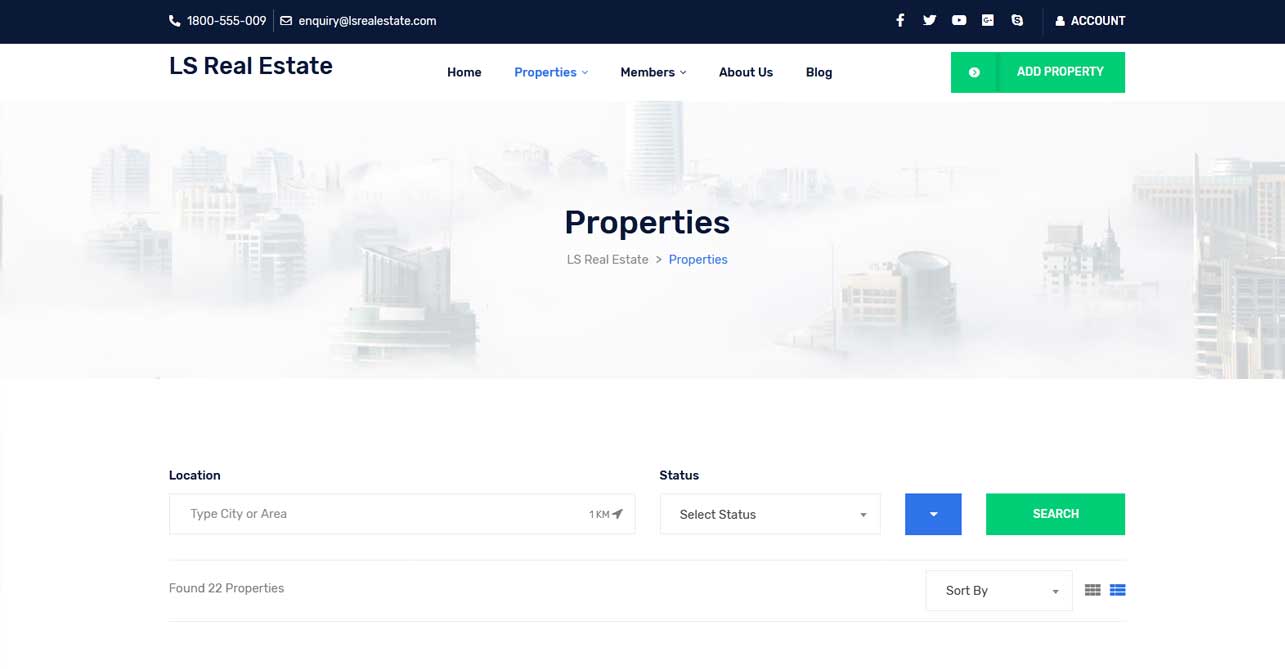 1800-555-009 enquiry@lsrealestate.com ACCOUNT
LS Real Estate Home Properties Members About Us Blog ADD PROPERTY
Properties
LS Real Estate > Properties
Location Status
Type City or Area 1 KM Select Status SEARCH
Found 22 Properties Sort By